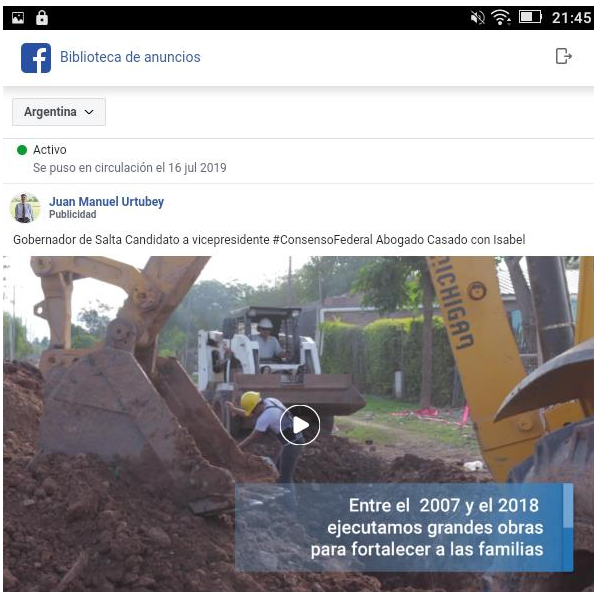 21:45
Biblioteca de anuncios
Argentina
Activo
Se puso en circulación el 16 jul 2019
Juan Manuel Urtubey
Publicidad
Gobernador de Salta Candidato a vicepresidente #ConsensoFederal Abogado Casado con Isabel
MICHIGAN
Entre el 2007 y el 2018
ejecutamos grandes obras
para fortalecer a las familias